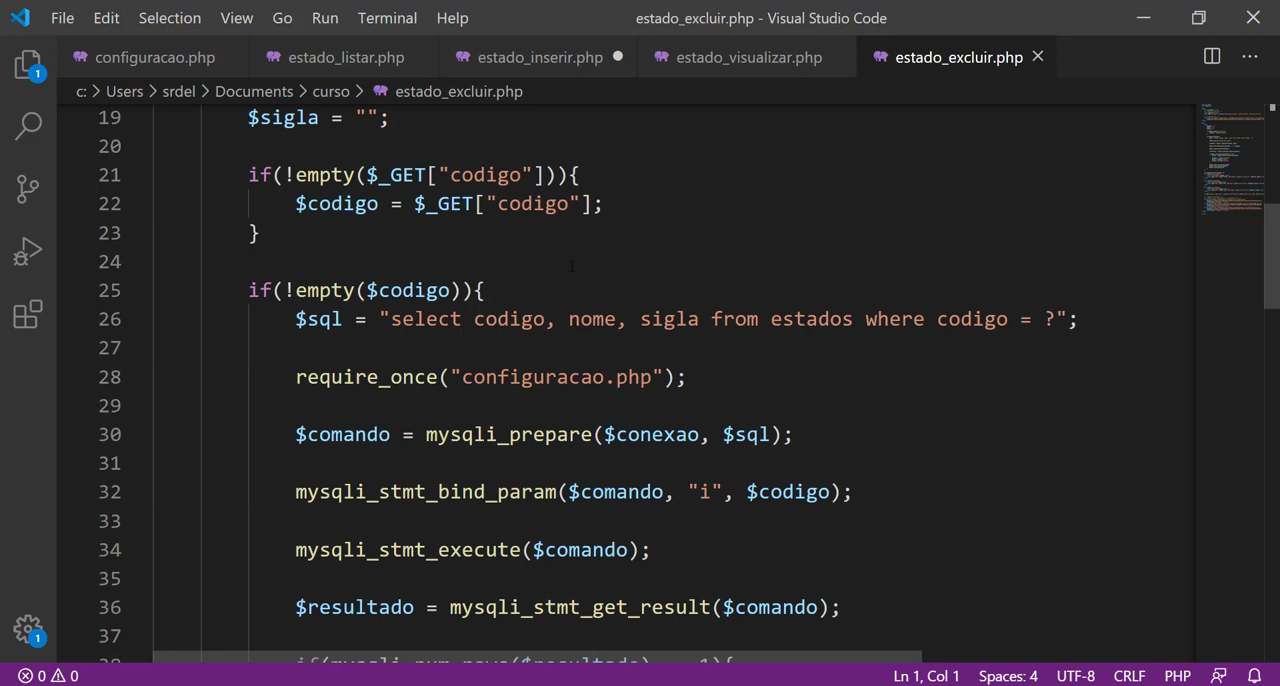 File Edit Selection View Go Run Terminal Help estado_excluir.php - Visual Studio Code
configuracao.php estado_listar.php estado_inserir.php estado_visualizar.php estado_excluir.php
1
c: > Users > srdel > Documents > curso > estado_excluir.php
19 $sigla = "";
20
21 if(!empty($_GET["codigo"])){
22 $codigo = $_GET["codigo"];
23 }
24
25 if(!empty($codigo)){
26 $sql = "select codigo, nome, sigla from estados where codigo = ?";
27
28 require_once("configuracao.php");
29
30 $comando = mysqli_prepare($conexao, $sql);
31
32 mysqli_stmt_bind_param($comando, "i", $codigo);
33
34 mysqli_stmt_execute($comando);
35
36 $resultado = mysqli_stmt_get_result($comando);
37
1
0 0 Ln 1, Col 1 Spaces: 4 UTF-8 CRLF PHP